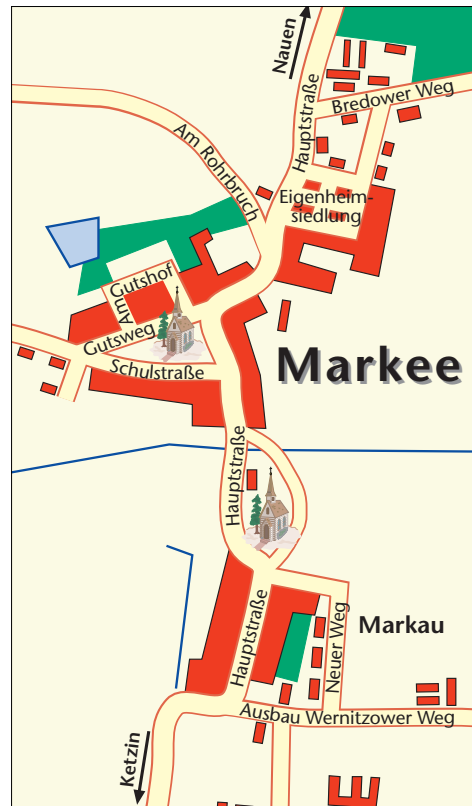 Nauen
Hauptstraße
Bredower Weg
Am Rohrbruch
Eigenheim-
siedlung
Am Gutshof
Gutsweg
Schulstraße
Markee
Hauptstraße
Hauptstraße
Markau
Neuer Weg
Ausbau Wernitzower Weg
Ketzin